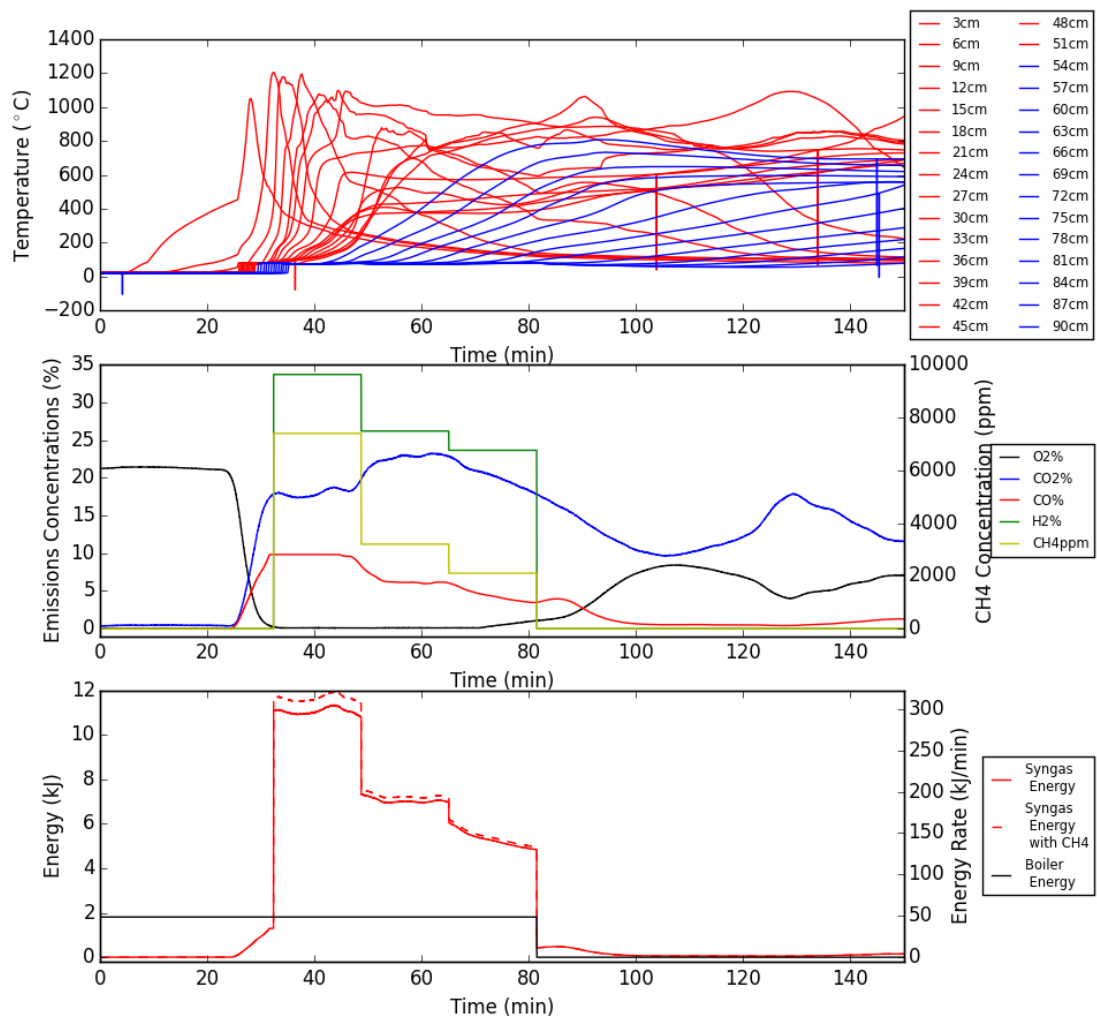 1400
1200
1000
800
600
400
200
0
−200
Temperature (°C)
0 20 40 60 80 100 120 140
Time (min)
3cm 48cm
6cm 51cm
9cm 54cm
12cm 57cm
15cm 60cm
18cm 63cm
21cm 66cm
24cm 69cm
27cm 72cm
30cm 75cm
33cm 78cm
36cm 81cm
39cm 84cm
42cm 87cm
45cm 90cm
35
30
25
20
15
10
5
0
Emissions Concentrations (%)
10000
8000
6000
4000
2000
0
CH4 Concentration (ppm)
0 20 40 60 80 100 120 140
Time (min)
O2%
CO2%
CO%
H2%
CH4ppm
12
10
8
6
4
2
0
Energy (kJ)
300
250
200
150
100
50
0
Energy Rate (kJ/min)
0 20 40 60 80 100 120 140
Time (min)
Syngas
Energy
Syngas
Energy
with CH4
Boiler
Energy